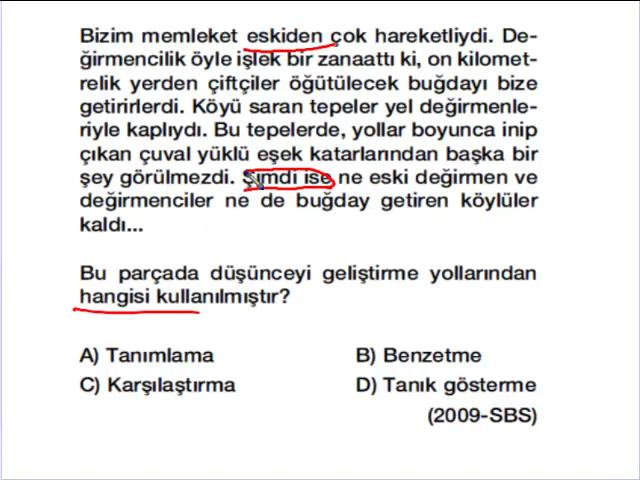 Bizim memleket eskiden çok hareketliydi. De-
ğirmencilik öyle işlek bir zanaattı ki, on kilomet-
relik yerden çiftçiler öğütülecek buğdayı bize
getirirlerdi. Köyü saran tepeler yel değirmenle-
riyle kaplıydı. Bu tepelerde, yollar boyunca inip
çıkan çuval yüklü eşek katarlarından başka bir
şey görülmezdi. Şimdi ise ne eski değirmen ve
değirmenciler ne de buğday getiren köylüler
kaldı...
Bu parçada düşünceyi geliştirme yollarından
hangisi kullanılmıştır?
A) Tanımlama
B) Benzetme
C) Karşılaştırma
D) Tanık gösterme
(2009-SBS)